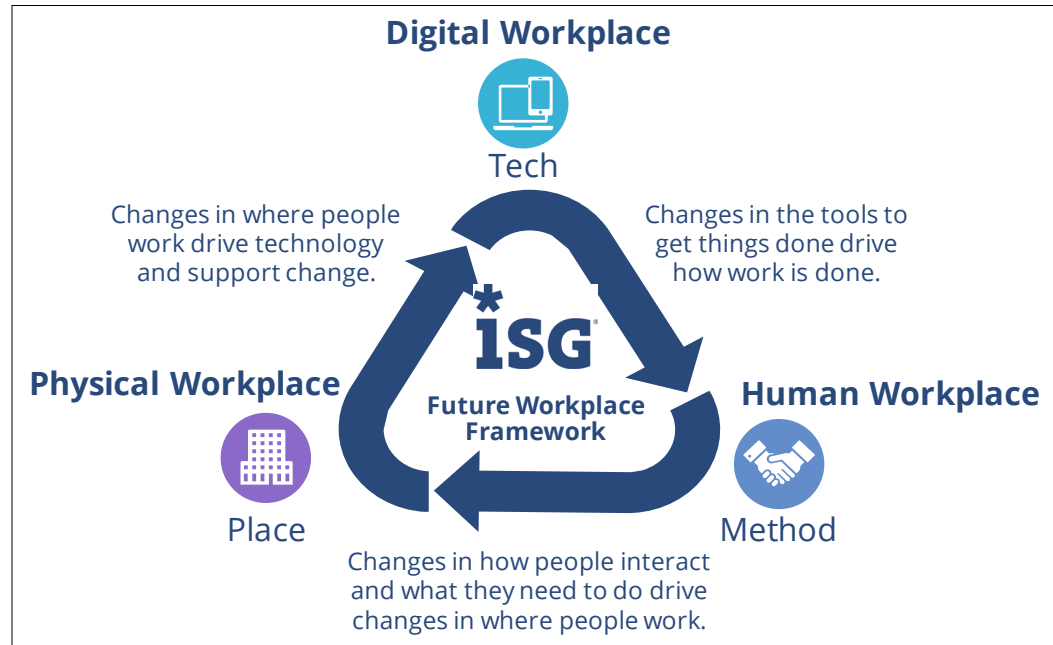 Digital Workplace
Tech
Changes in where people
work drive technology
and support change.
Changes in the tools to
get things done drive
how work is done.
*ISG®
Future Workplace
Framework
Physical Workplace
Place
Human Workplace
Method
Changes in how people interact
and what they need to do drive
changes in where people work.